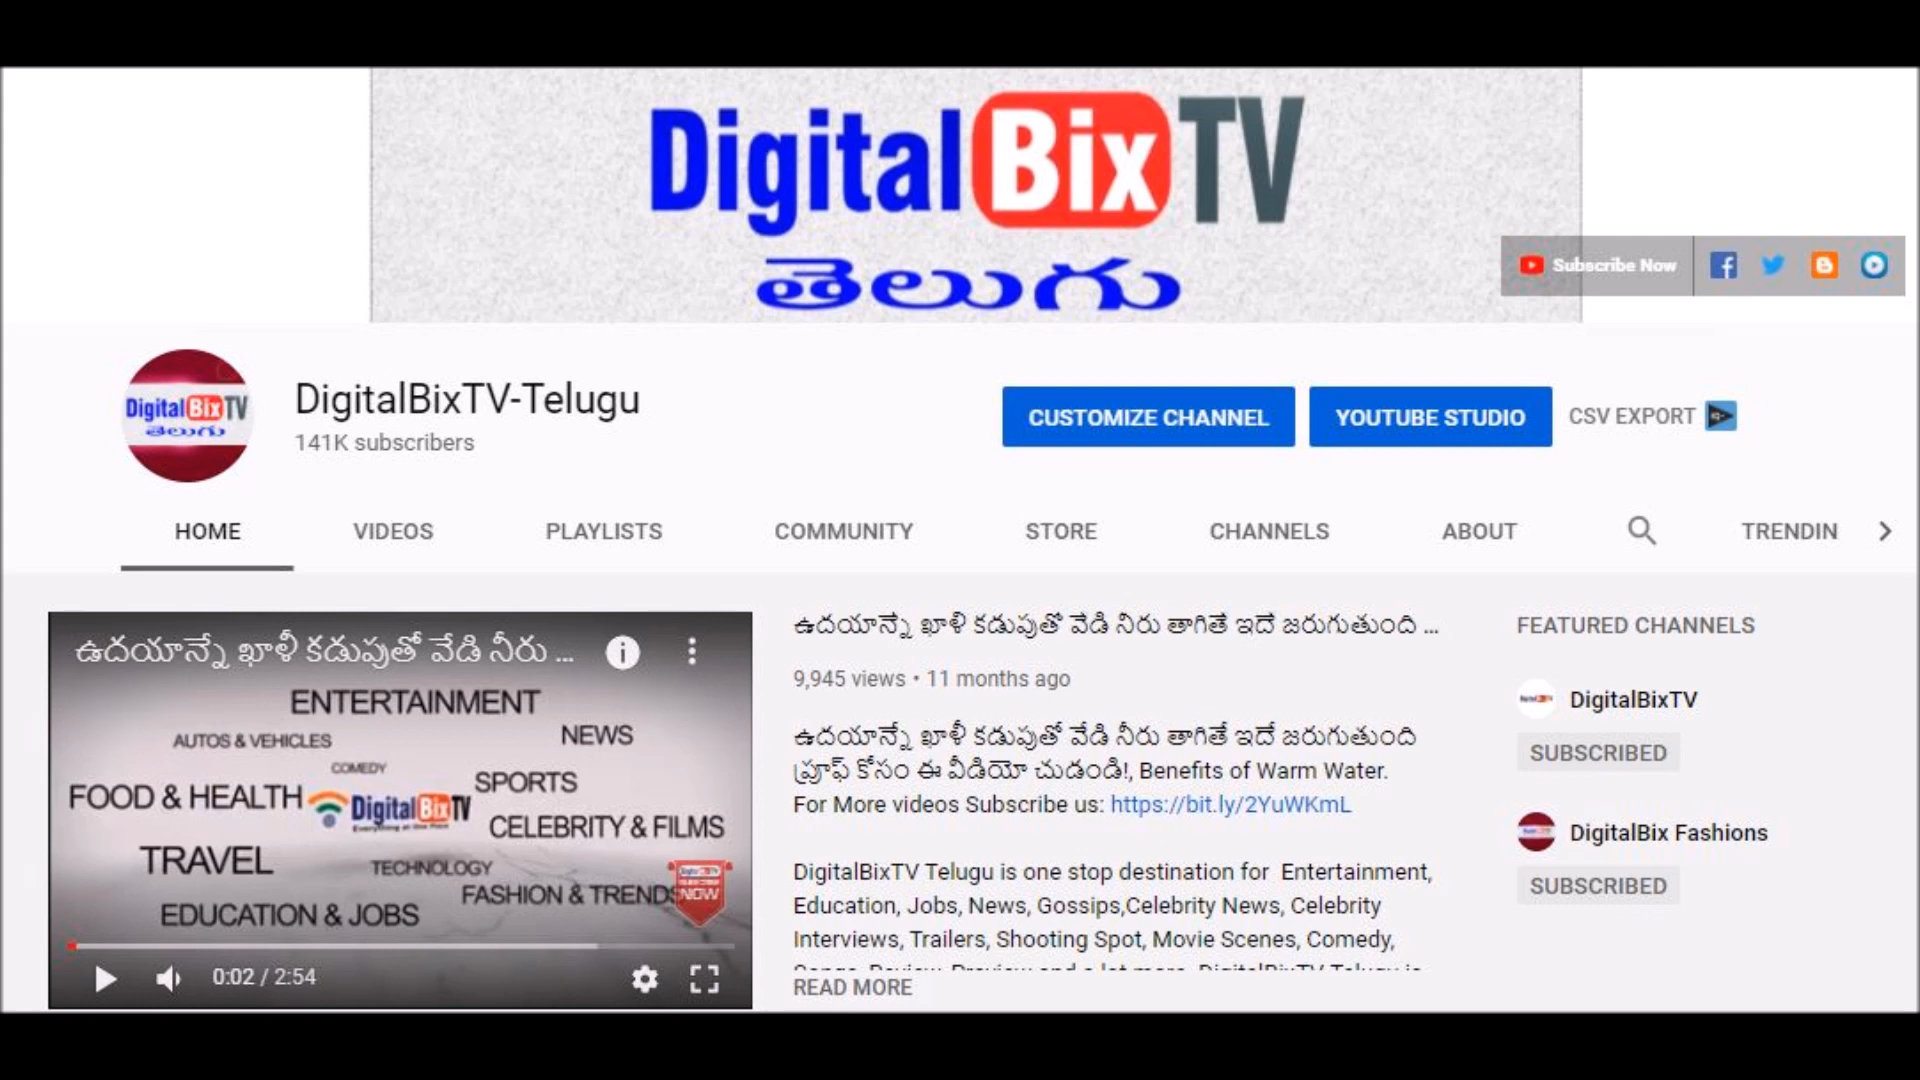 DigitalBixTV
తెలుగు
Subscribe Now
DigitalBixTV
తెలుగు
DigitalBixTV-Telugu
141K subscribers
CUSTOMIZE CHANNEL
YOUTUBE STUDIO
CSV EXPORT
HOME
VIDEOS
PLAYLISTS
COMMUNITY
STORE
CHANNELS
ABOUT
TRENDIN
ఉదయాన్నే ఖాళీ కడుపుతో వేడి నీరు ...
ENTERTAINMENT
AUTOS & VEHICLES
NEWS
COMEDY
FOOD & HEALTH
SPORTS
DigitalBixTV
CELEBRITY & FILMS
TRAVEL
TECHNOLOGY
FASHION & TRENDS
NOW
EDUCATION & JOBS
0:02 / 2:54
ఉదయాన్నే ఖాళీ కడుపుతో వేడి నీరు తాగితే ఇదే జరుగుతుంది ...
9,945 views • 11 months ago
ఉదయాన్నే ఖాళీ కడుపుతో వేడి నీరు తాగితే ఇదే జరుగుతుంది
ప్రూఫ్ కోసం ఈ వీడియో చుడండి!, Benefits of Warm Water.
For More videos Subscribe us: https://bit.ly/2YuWKmL
DigitalBixTV Telugu is one stop destination for Entertainment,
Education, Jobs, News, Gossips,Celebrity News, Celebrity
Interviews, Trailers, Shooting Spot, Movie Scenes, Comedy,
READ MORE
FEATURED CHANNELS
DigitalBixTV
SUBSCRIBED
DigitalBix Fashions
SUBSCRIBED